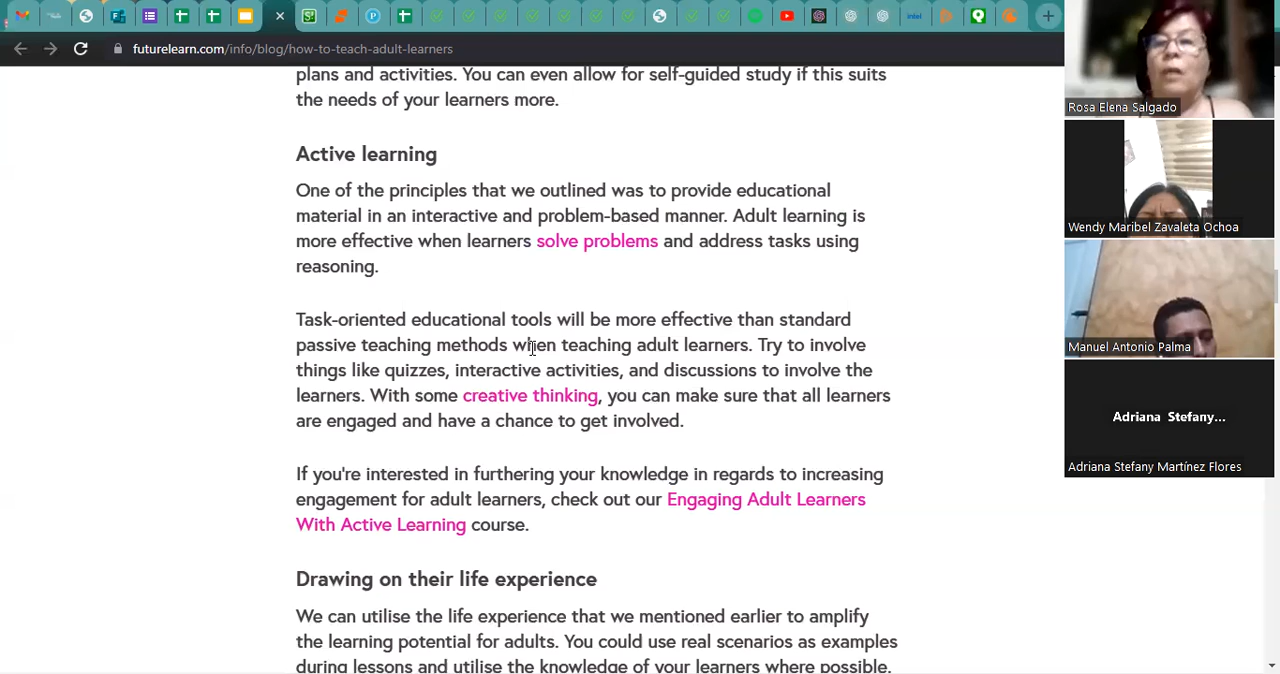 futurelearn.com/info/blog/how-to-teach-adult-learners
plans and activities. You can even allow for self-guided study if this suits
the needs of your learners more.
Active learning
One of the principles that we outlined was to provide educational
material in an interactive and problem-based manner. Adult learning is
more effective when learners solve problems and address tasks using
reasoning.
Task-oriented educational tools will be more effective than standard
passive teaching methods when teaching adult learners. Try to involve
things like quizzes, interactive activities, and discussions to involve the
learners. With some creative thinking, you can make sure that all learners
are engaged and have a chance to get involved.
If you're interested in furthering your knowledge in regards to increasing
engagement for adult learners, check out our Engaging Adult Learners
With Active Learning course.
Drawing on their life experience
We can utilise the life experience that we mentioned earlier to amplify
the learning potential for adults. You could use real scenarios as examples
during lessons and utilise the knowledge of your learners where possible.
Rosa Elena Salgado
Wendy Maribel Zavaleta Ochoa
Manuel Antonio Palma
Adriana Stefany...
Adriana Stefany Martínez Flores